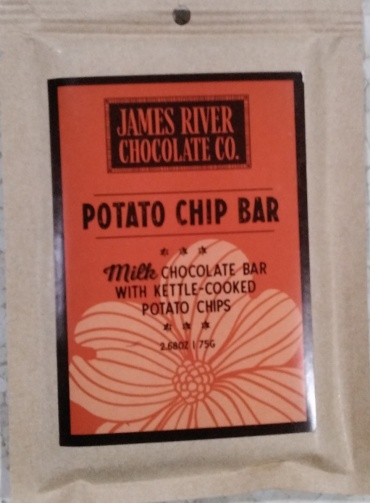 JAMES RIVER
CHOCOLATE CO.
POTATO CHIP BAR
Milk CHOCOLATE BAR
WITH KETTLE-COOKED
POTATO CHIPS
2.68OZ | 75G